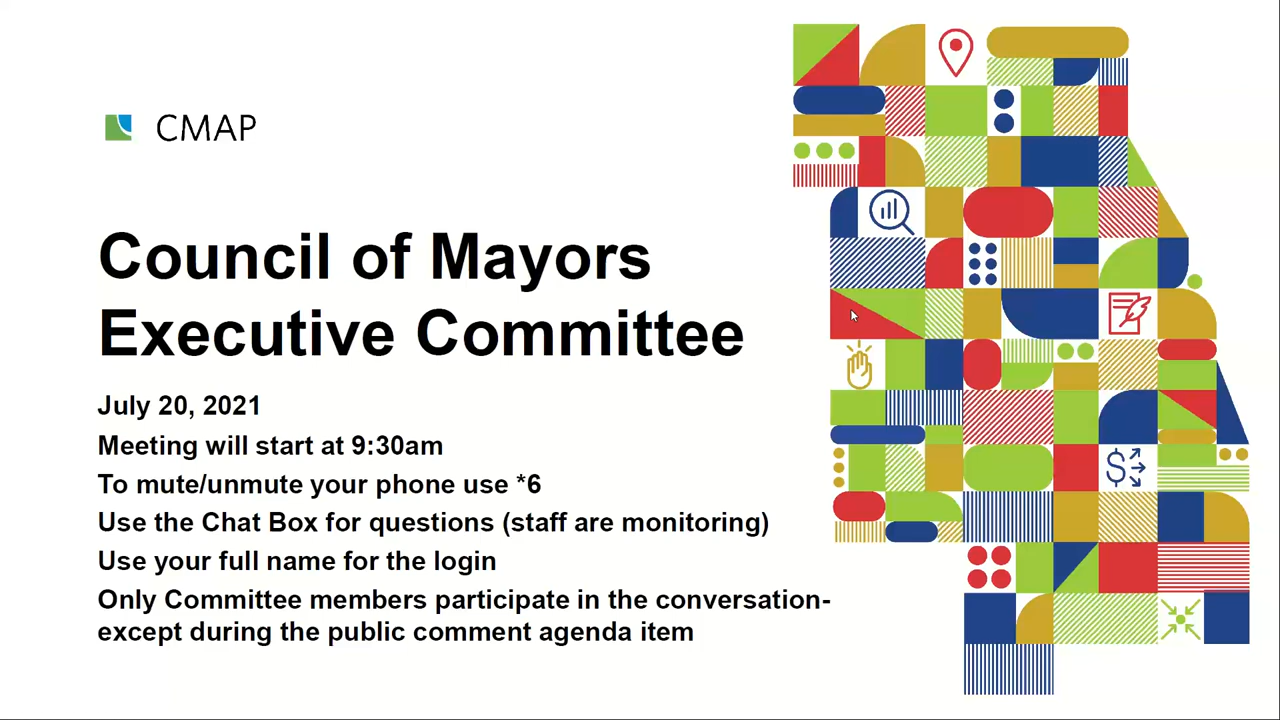 CMAP
Council of Mayors
Executive Committee
July 20, 2021
Meeting will start at 9:30am
To mute/unmute your phone use *6
Use the Chat Box for questions (staff are monitoring)
Use your full name for the login
Only Committee members participate in the conversation-
except during the public comment agenda item